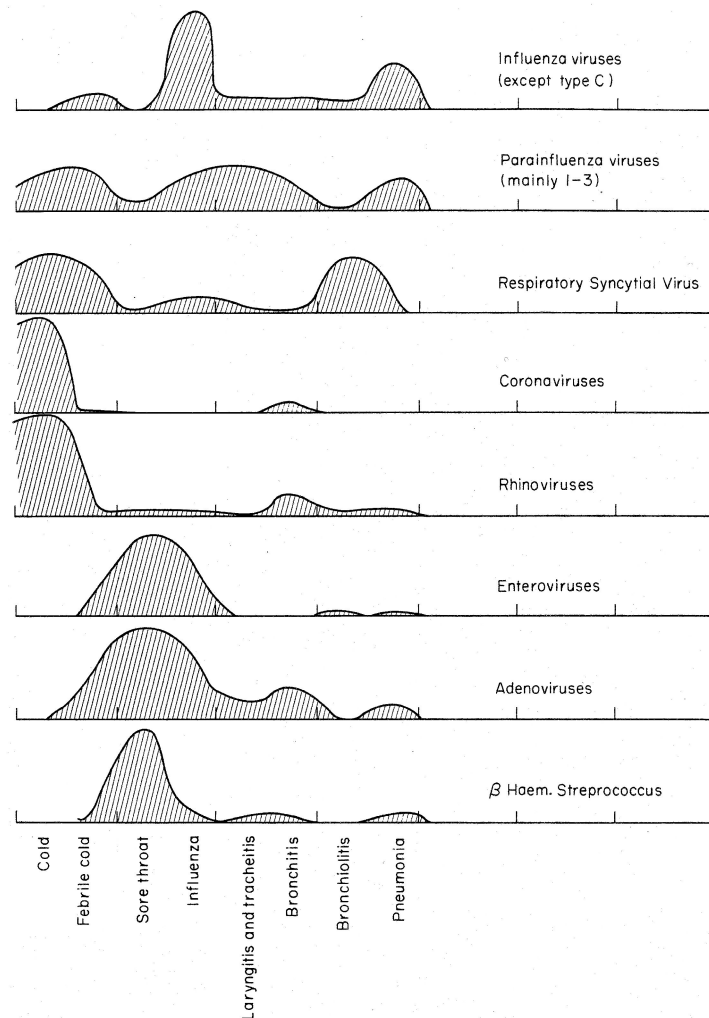 Influenza viruses
(except type C)
Parainfluenza viruses
(mainly 1-3)
Respiratory Syncytial Virus
Coronaviruses
Rhinoviruses
Enteroviruses
Adenoviruses
β Haem. Streprococcus
Cold
Febrile cold
Sore throat
Influenza
Laryngitis and tracheitis
Bronchitis
Bronchiolitis
Pneumonia